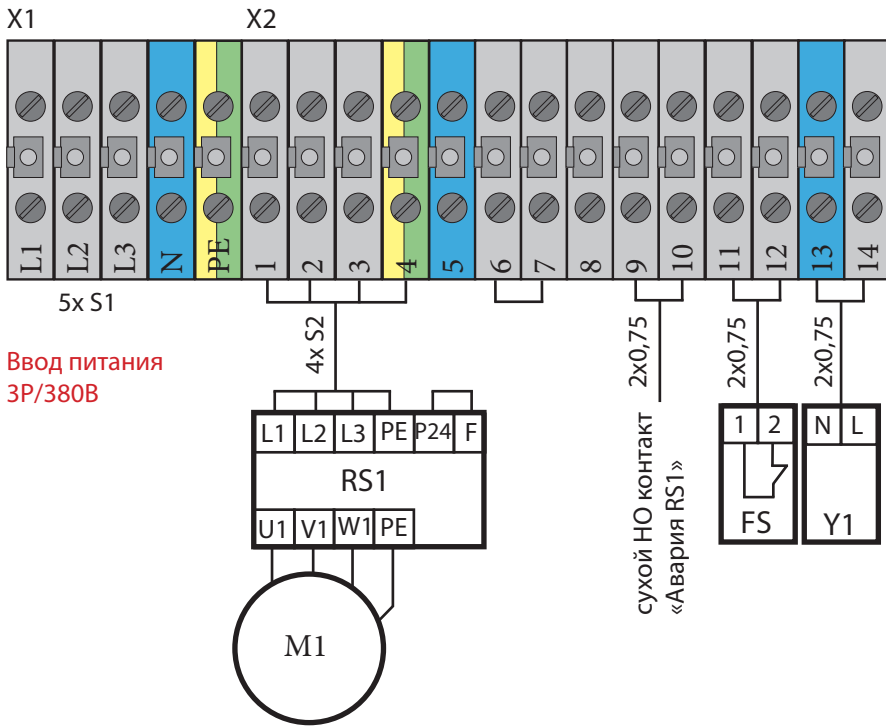 X1 X2
L1 L2 L3 N PE 1 2 3 4 5 6 7 8 9 10 11 12 13 14
5x S1
Ввод питания
3P/380В
4x S2
2x0,75
2x0,75
2x0,75
сухой НО контакт
«Авария RS1»
L1 L2 L3 PE P24 F
RS1
U1 V1 W1 PE
M1
1 2
FS
N L
Y1